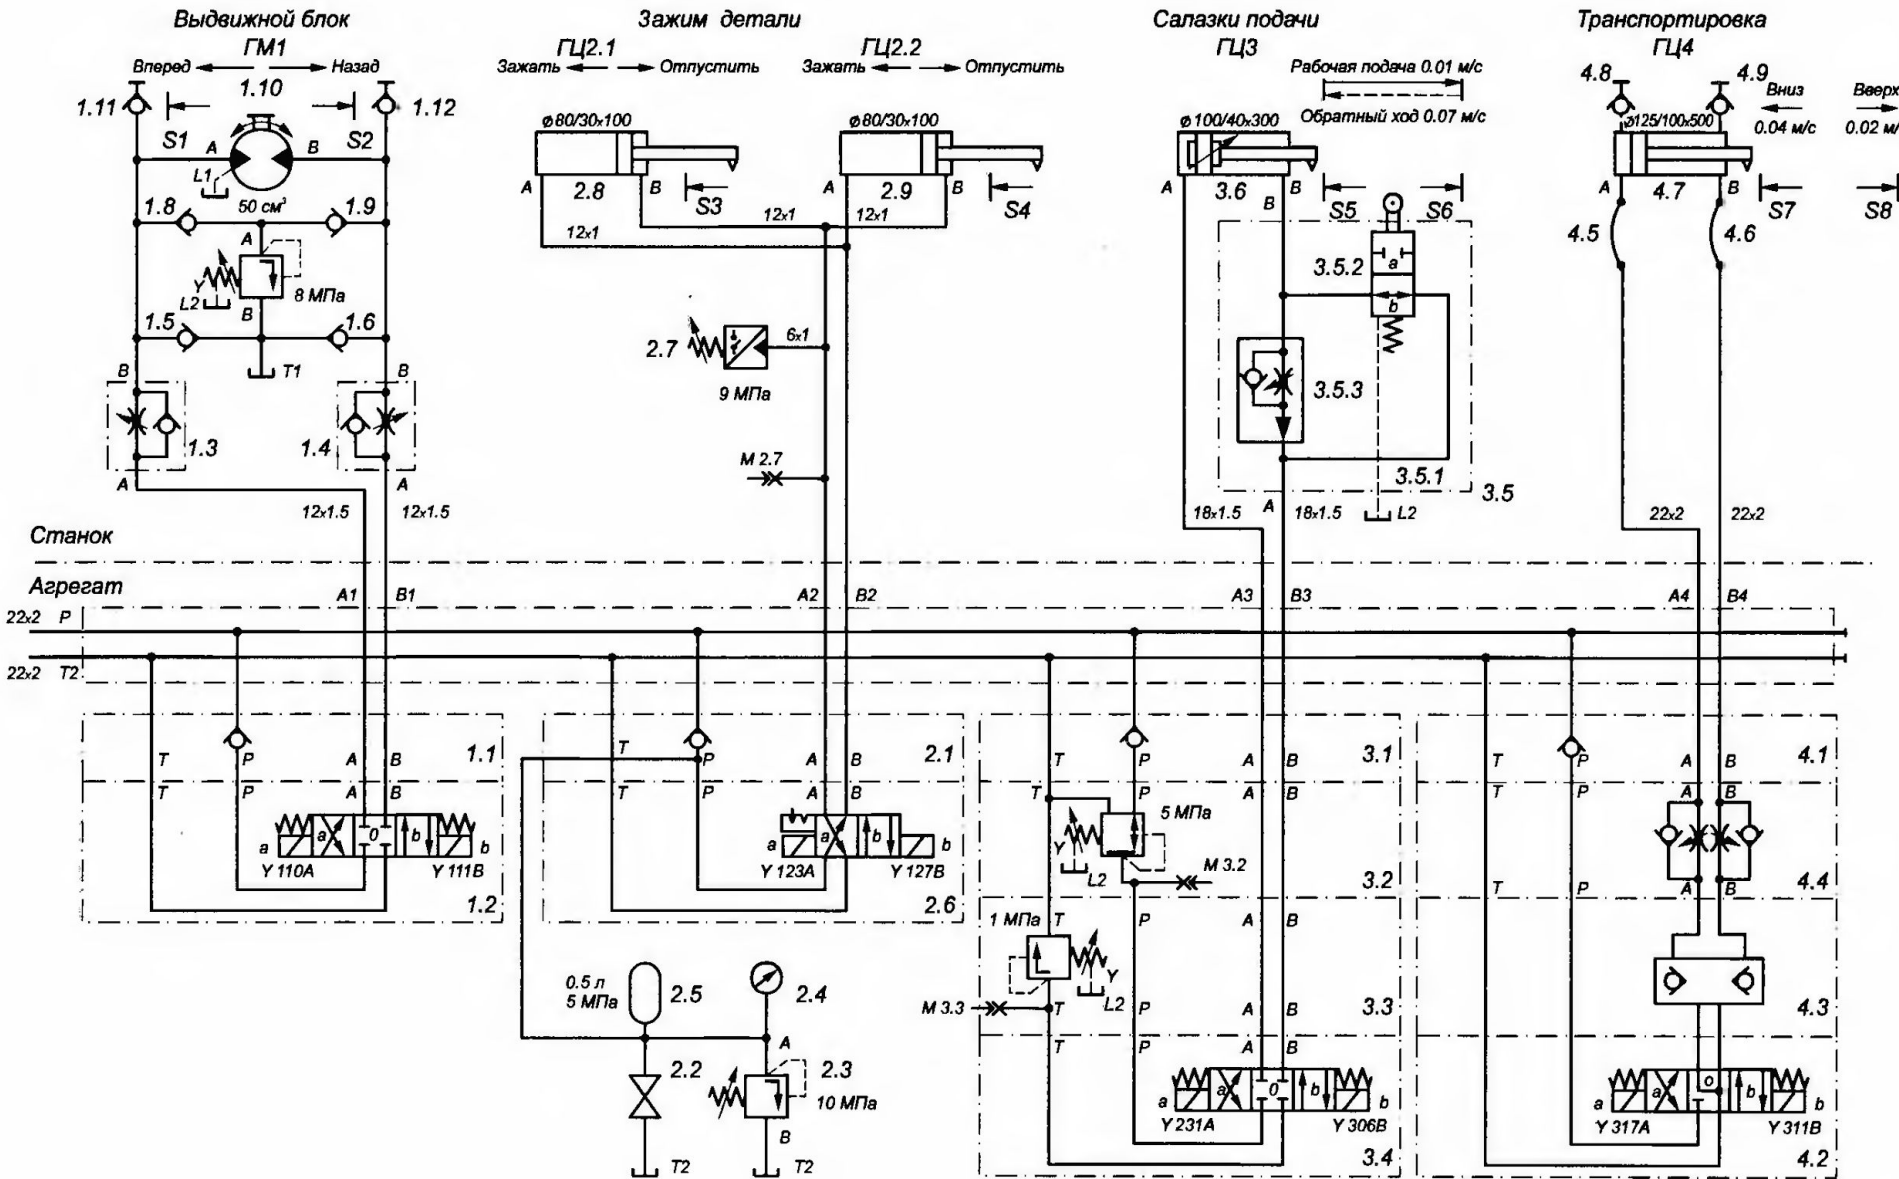 Выдвижной блок
ГМ1
Вперед
Назад
1.11
1.10
1.12
S1
S2
A
B
L1
50 см³
1.8
1.9
A
Y
L2
8 МПа
B
1.5
1.6
T1
B
B
1.3
1.4
A
A
12x1.5
12x1.5
Зажим детали
ГЦ2.1
ГЦ2.2
Зажать
Отпустить
Зажать
Отпустить
ø80/30x100
ø80/30x100
A
2.8
B
A
2.9
B
S3
S4
12x1
12x1
12x1
2.7
6x1
9 МПа
M 2.7
Салазки подачи
ГЦ3
Рабочая подача 0.01 м/с
Обратный ход 0.07 м/с
ø100/40x300
A
3.6
B
B
S5
S6
3.5.2
a
b
3.5.3
3.5.1
3.5
A
18x1.5
18x1.5
L2
Транспортировка
ГЦ4
4.8
4.9
Вниз
Вверх
0.04 м/с
0.02 м/
ø125/100x500
A
4.7
B
S7
S8
4.5
4.6
22x2
22x2
Станок
Агрегат
A1
B1
A2
B2
A3
B3
A4
B4
22x2 P
22x2 T2
T
P
A
B
1.1
T
P
A
B
a
a
0
b
b
Y 110A
Y 111B
1.2
T
P
A
B
2.1
T
P
A
B
a
a
b
b
Y 123A
Y 127B
2.6
0.5 л
5 МПа
2.5
2.4
A
2.2
2.3
10 МПа
B
T2
T2
T
P
A
B
3.1
T
P
A
B
5 МПа
Y
L2
M 3.2
3.2
1 МПа
T
P
A
B
Y
L2
M 3.3
T
P
A
B
3.3
T
P
A
B
a
a
0
b
b
Y 231A
Y 306B
3.4
T
P
A
B
4.1
T
P
A
B
T
P
A
B
4.4
4.3
a
a
0
b
b
Y 317A
Y 311B
4.2